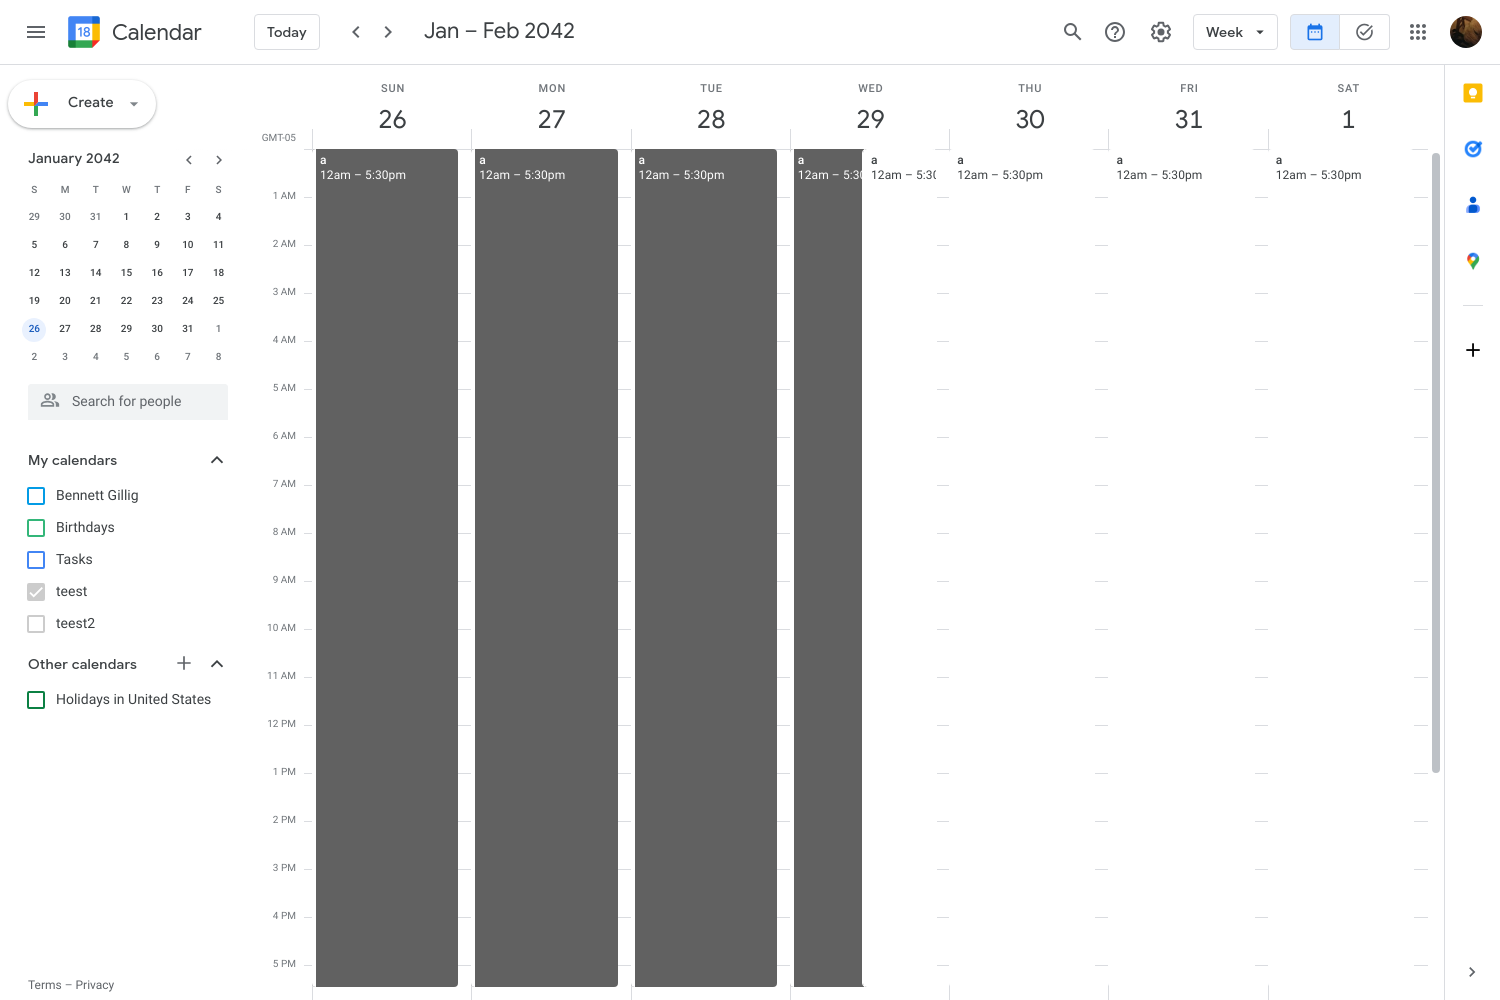 18 Calendar
Today
Jan – Feb 2042
Week
Create
SUN MON TUE WED THU FRI SAT
26 27 28 29 30 31 1
GMT-05
January 2042
S M T W T F S
29 30 31 1 2 3 4
5 6 7 8 9 10 11
12 13 14 15 16 17 18
19 20 21 22 23 24 25
26 27 28 29 30 31 1
2 3 4 5 6 7 8
Search for people
My calendars
Bennett Gillig
Birthdays
Tasks
teest
teest2
Other calendars
Holidays in United States
Terms – Privacy
1 AM
2 AM
3 AM
4 AM
5 AM
6 AM
7 AM
8 AM
9 AM
10 AM
11 AM
12 PM
1 PM
2 PM
3 PM
4 PM
5 PM
a
12am – 5:30pm
a
12am – 5:30pm
a
12am – 5:30pm
a
12am – 5:30
a
12am – 5:30
a
12am – 5:30pm
a
12am – 5:30pm
a
12am – 5:30pm